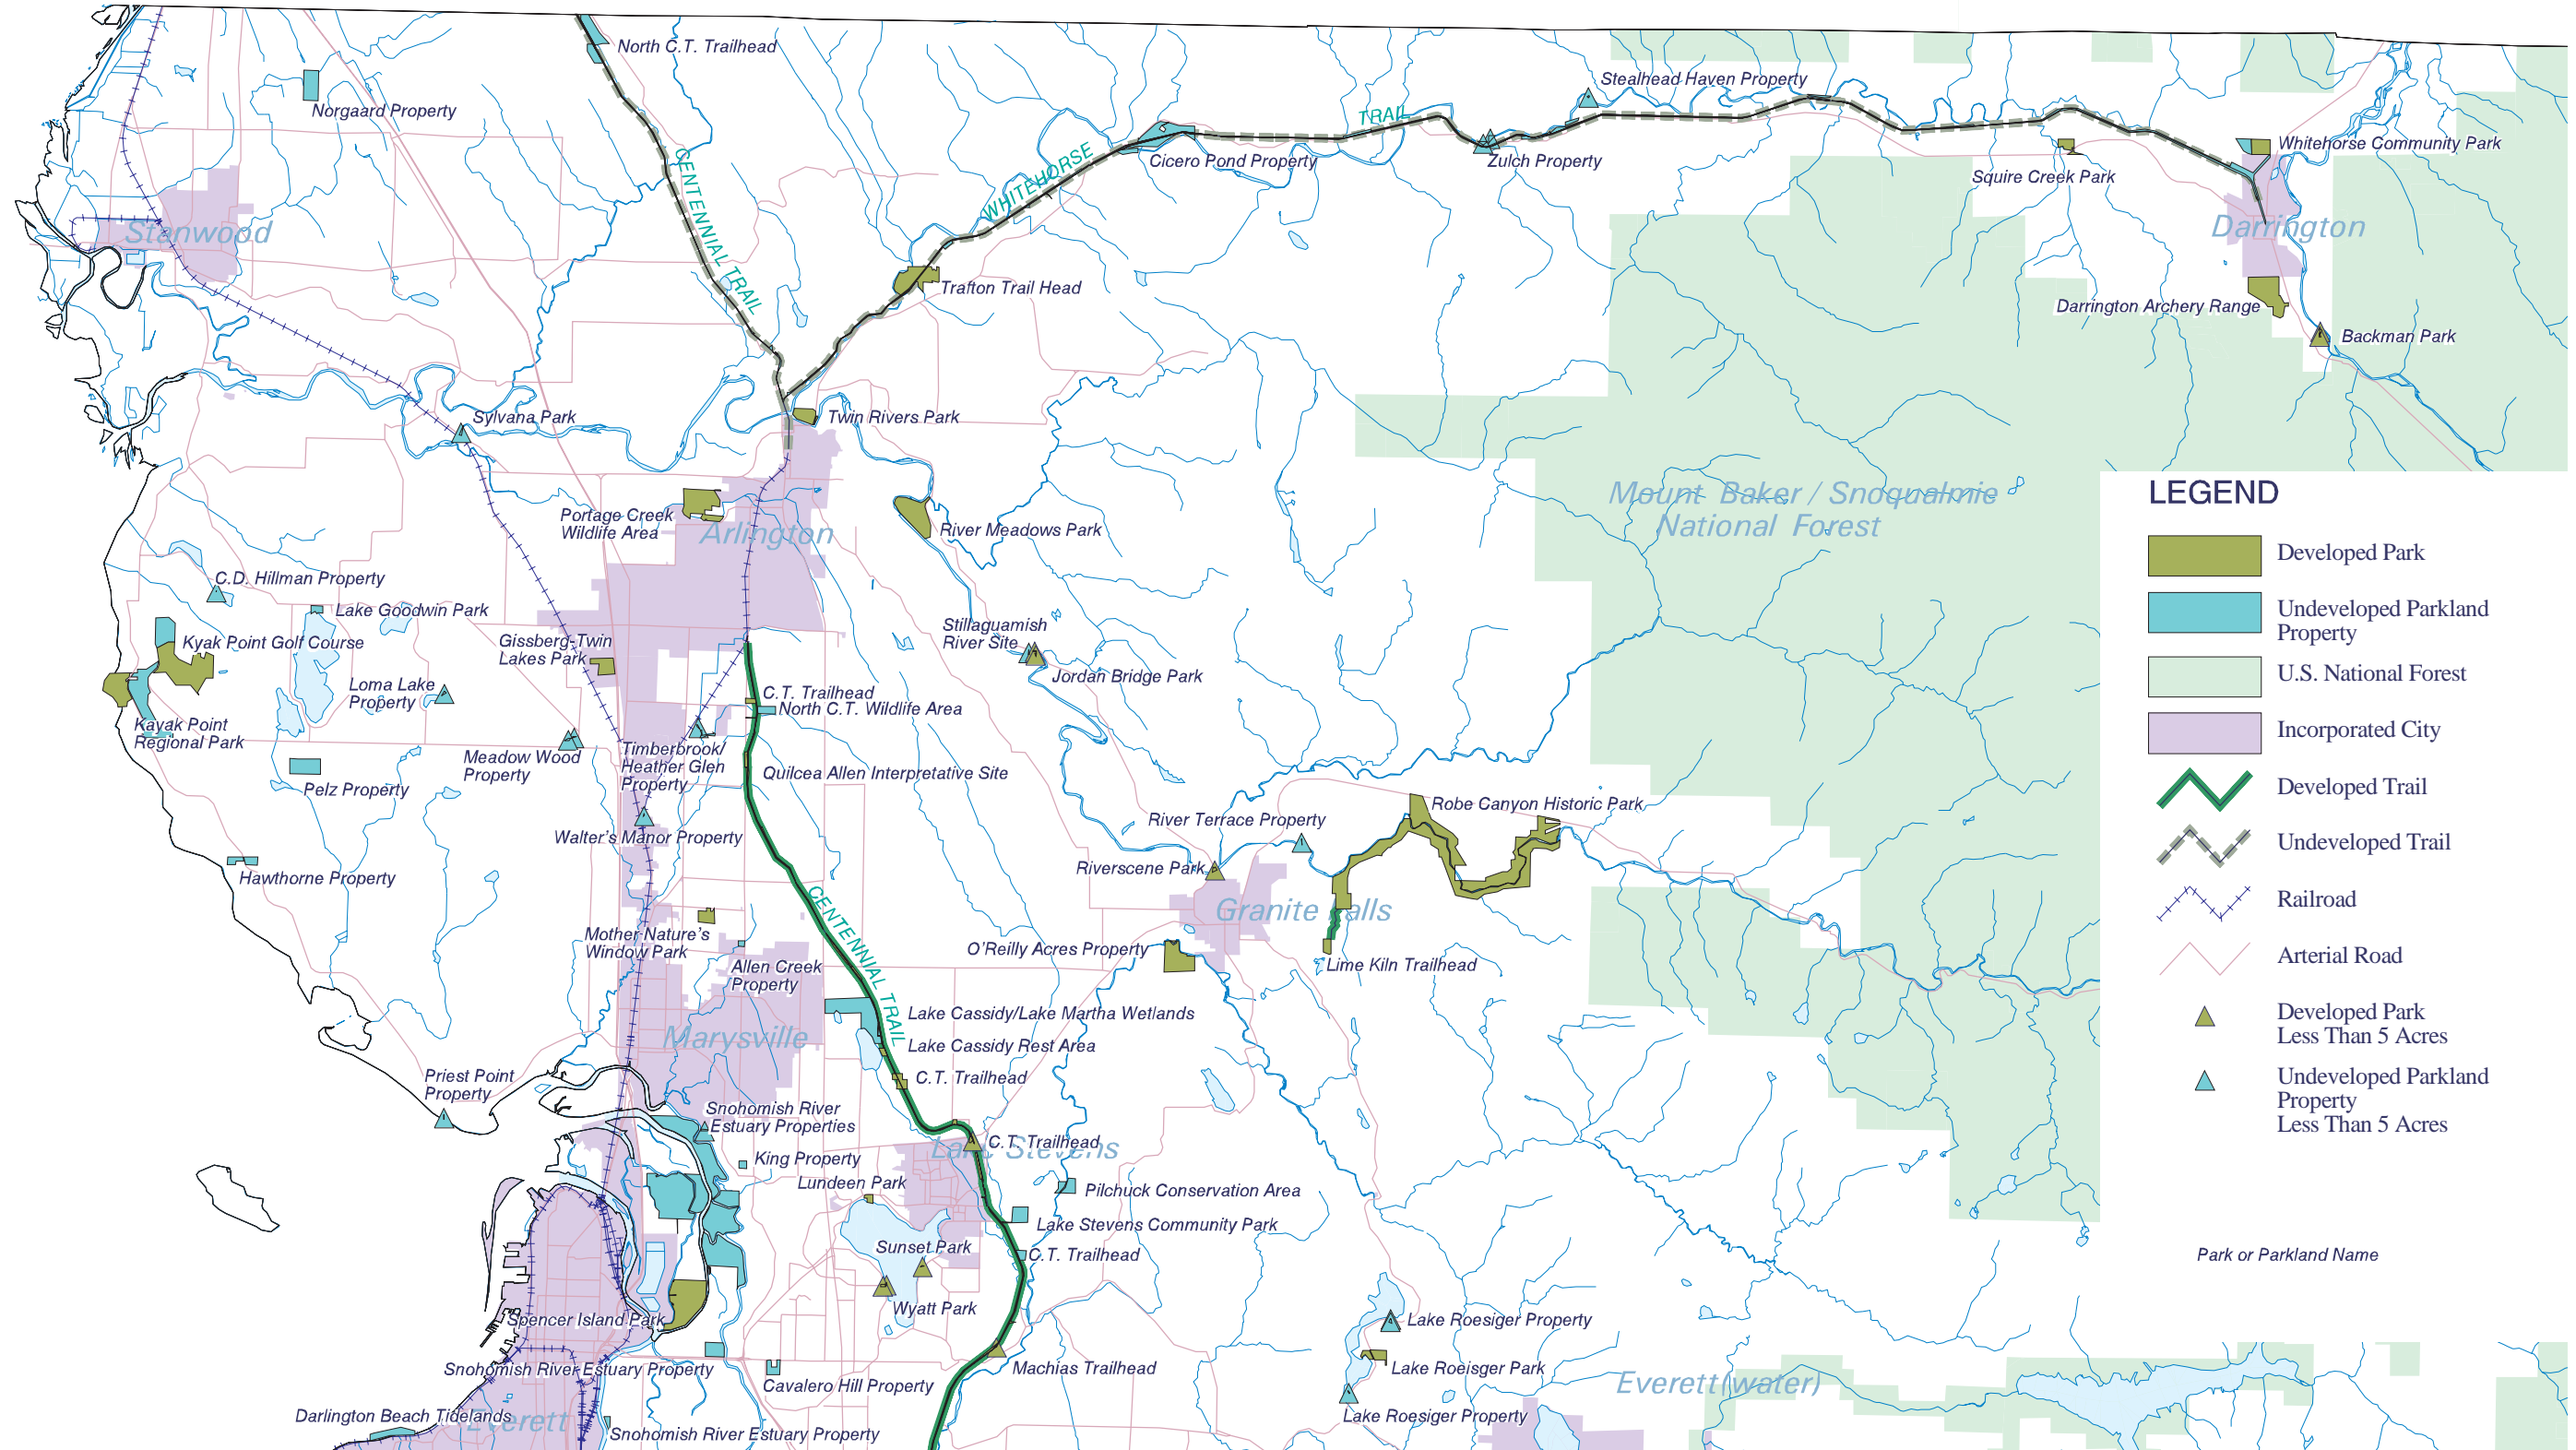 North C.T. Trailhead
Stealhead Haven Property
Norgaard Property
TRAIL
CENTENNIAL TRAIL
WHITEHORSE
Cicero Pond Property
Zulch Property
Whitehorse Community Park
Squire Creek Park
Stanwood
Darrington
Trafton Trail Head
Darrington Archery Range
Backman Park
Sylvana Park
Twin Rivers Park
Mount Baker / Snoqualmie
National Forest
Portage Creek
Wildlife Area
Arlington
River Meadows Park
C.D. Hillman Property
Lake Goodwin Park
Kyak Point Golf Course
Gissberg-Twin
Lakes Park
Stillaguamish
River Site
Jordan Bridge Park
Loma Lake
Property
C.T. Trailhead
North C.T. Wildlife Area
Kayak Point
Regional Park
Meadow Wood
Property
Timberbrook/
Heather Glen
Property
Quilcea Allen Interpretative Site
Pelz Property
Walter's Manor Property
River Terrace Property
Robe Canyon Historic Park
Hawthorne Property
Riverscene Park
Granite Falls
CENTENNIAL TRAIL
Mother Nature's
Window Park
O'Reilly Acres Property
Lime Kiln Trailhead
Allen Creek
Property
Lake Cassidy/Lake Martha Wetlands
Marysville
Lake Cassidy Rest Area
C.T. Trailhead
Priest Point
Property
Snohomish River
Estuary Properties
C.T. Trailhead
Lake Stevens
King Property
Lundeen Park
Pilchuck Conservation Area
Lake Stevens Community Park
Sunset Park
C.T. Trailhead
Wyatt Park
Spencer Island Park
Lake Roesiger Property
Snohomish River Estuary Property
Machias Trailhead
Lake Roeisger Park
Cavalero Hill Property
Everett(water)
Darlington Beach Tidelands
Everett
Lake Roesiger Property
Snohomish River Estuary Property
LEGEND
Developed Park
Undeveloped Parkland
Property
U.S. National Forest
Incorporated City
Developed Trail
Undeveloped Trail
Railroad
Arterial Road
Developed Park
Less Than 5 Acres
Undeveloped Parkland
Property
Less Than 5 Acres
Park or Parkland Name